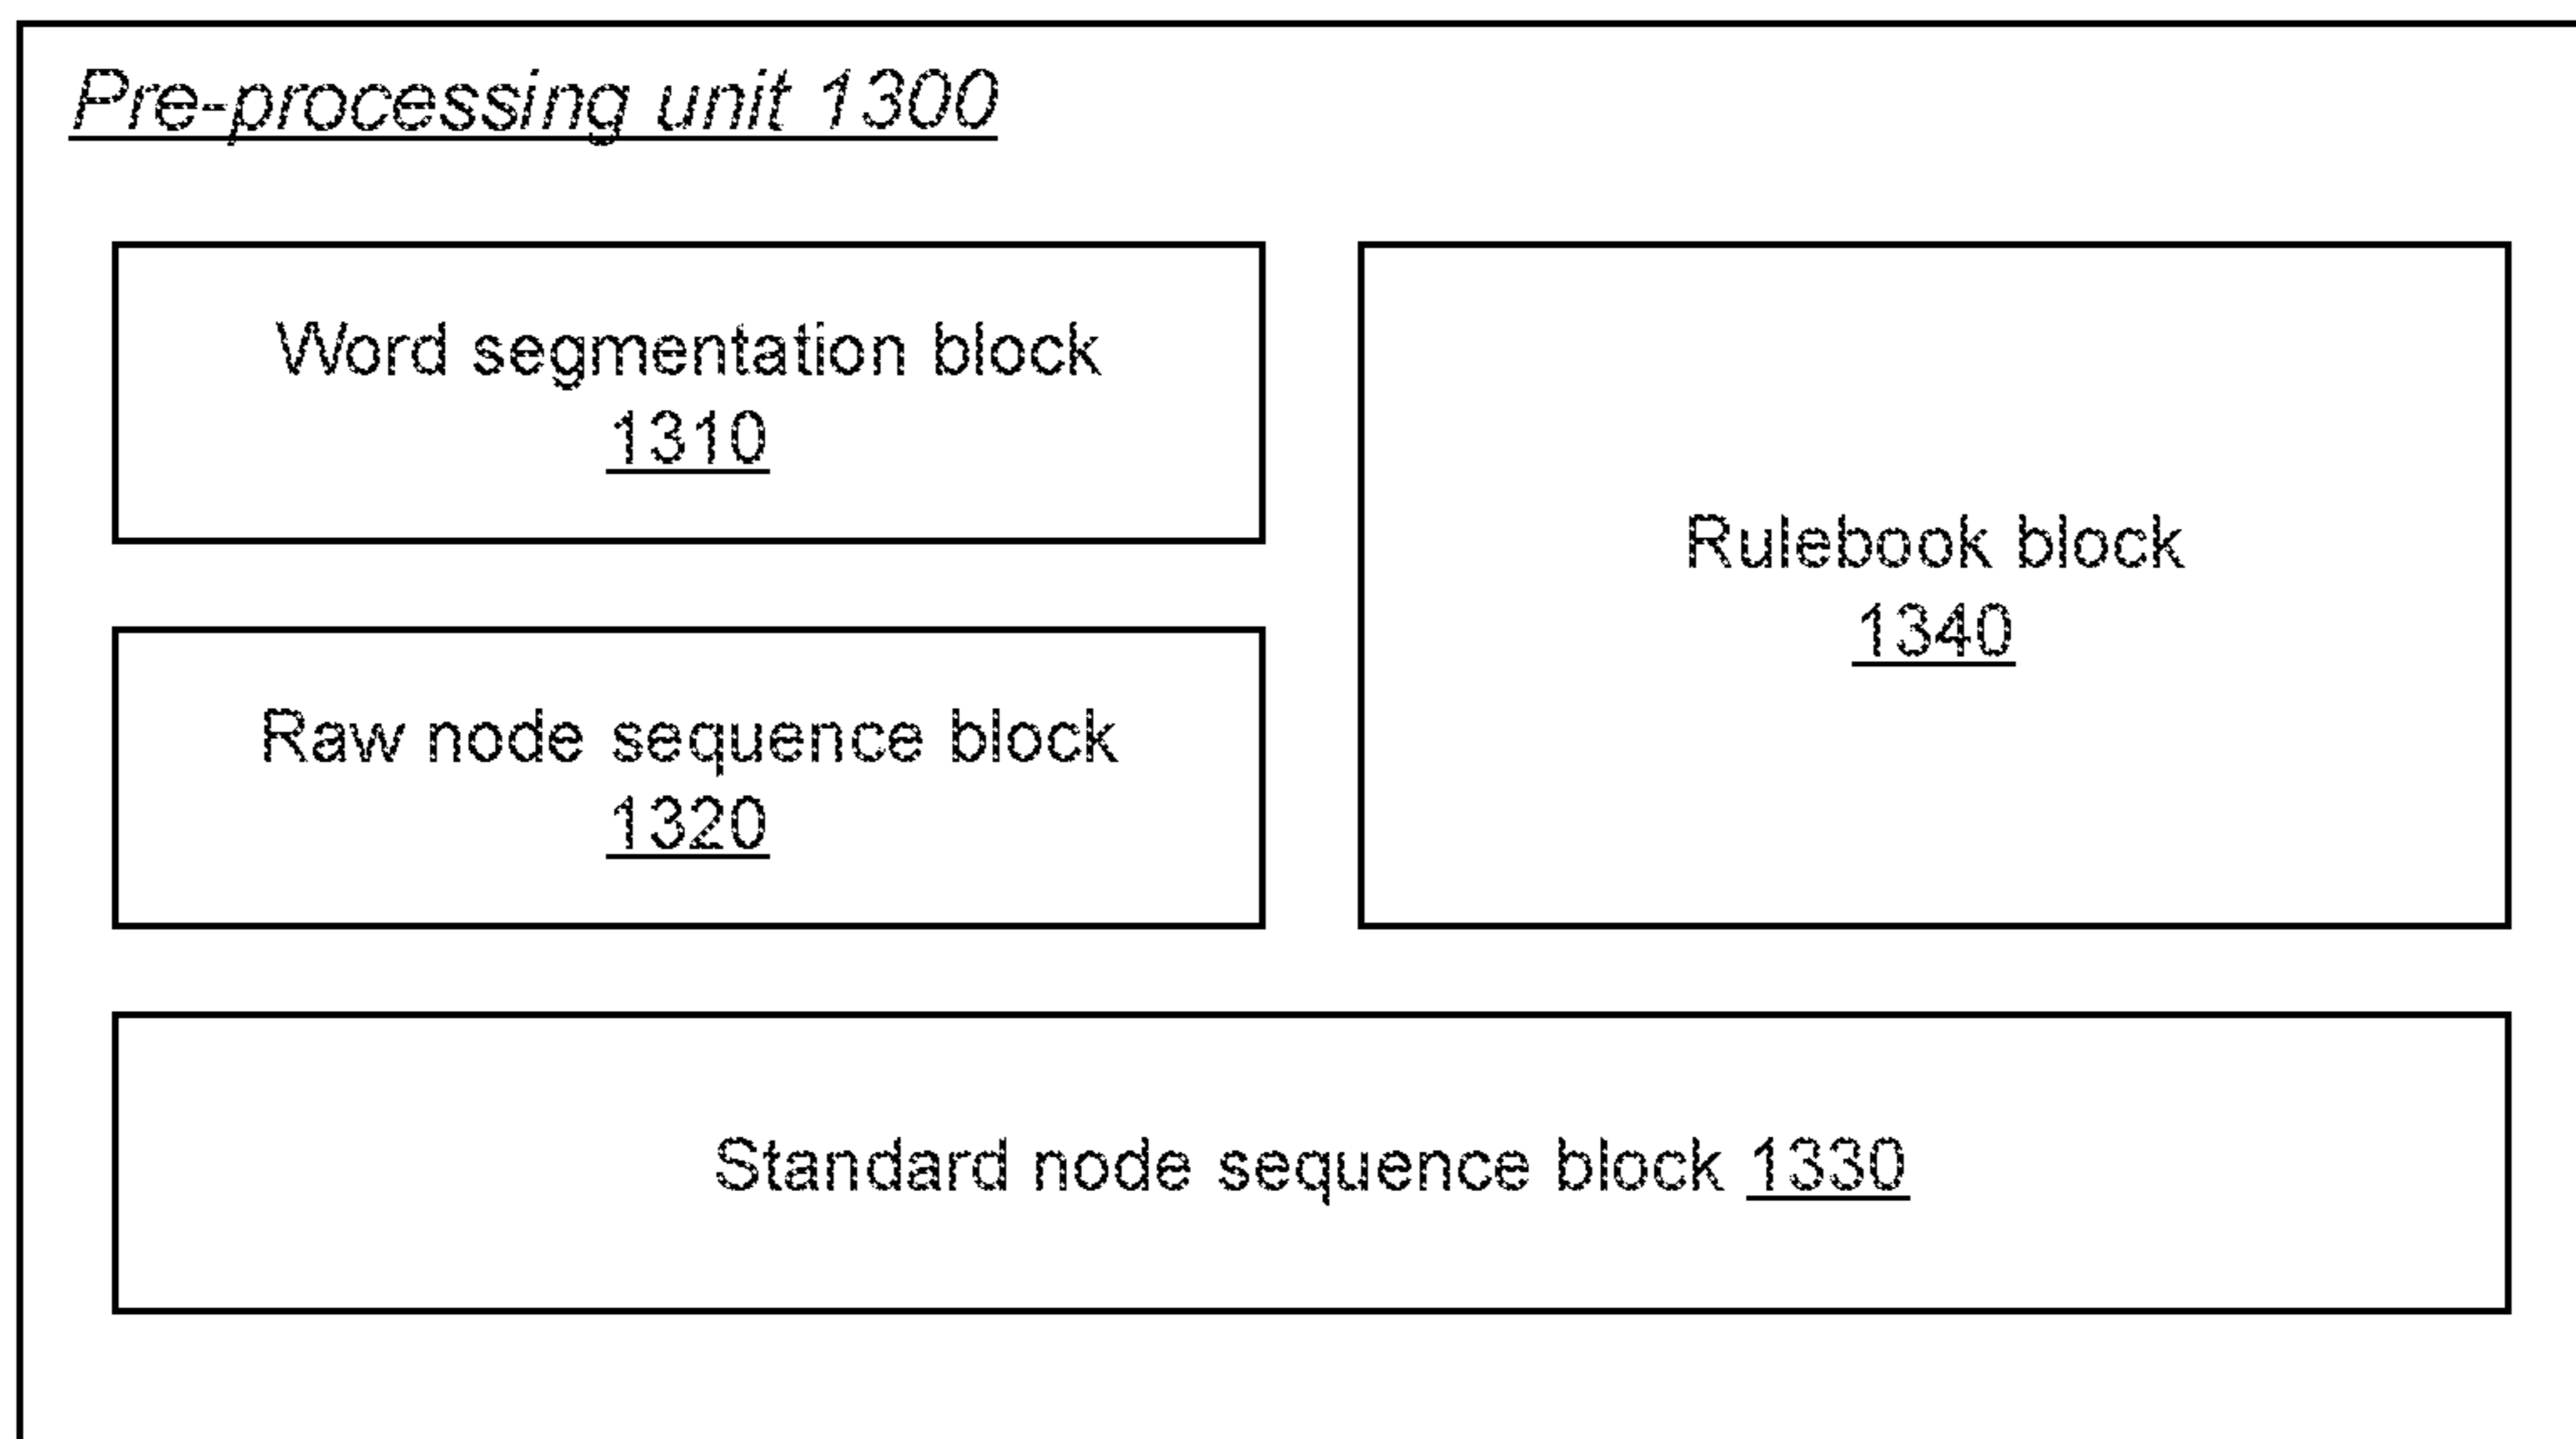 Pre-processing unit 1300
Word segmentation block
1310
Raw node sequence block
1320
Rulebook block
1340
Standard node sequence block 1330